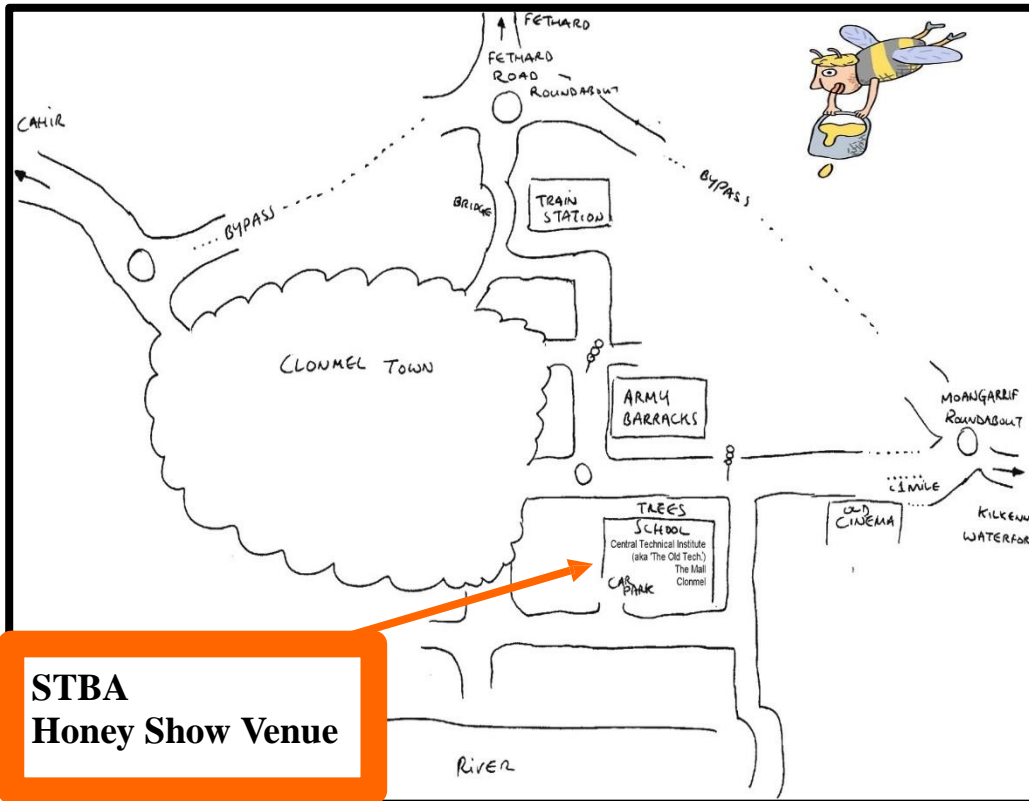 FETHARD
FETHARD
ROAD
ROUNDABOUT
CAHIR
BYPASS
BRIDGE
TRAIN
STATION
BYPASS
CLONMEL TOWN
ARMY
BARRACKS
MOANGARRIF
ROUNDABOUT
1 MILE
KILKENN
WATERFOR
OLD
CINEMA
TREES
SCHOOL
Central Technical Institute
(aka 'The Old Tech.')
The Mall
Clonmel
CAR
PARK
STBA
Honey Show Venue
RIVER